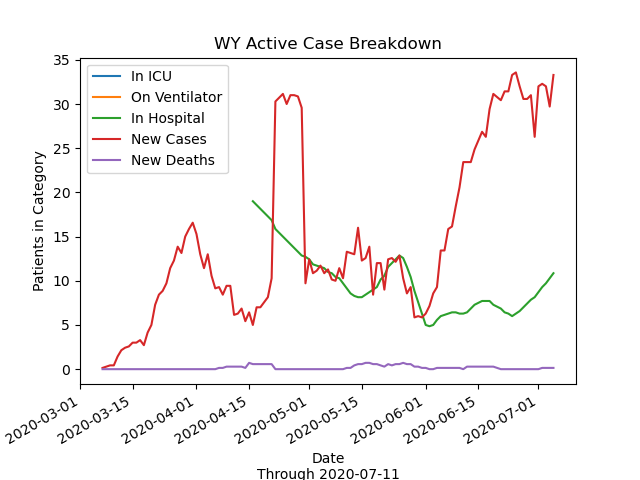 WY Active Case Breakdown
In ICU
On Ventilator
In Hospital
New Cases
New Deaths
Patients in Category
35
30
25
20
15
10
5
0
2020-03-01
2020-03-15
2020-04-01
2020-04-15
2020-05-01
2020-05-15
2020-06-01
2020-06-15
2020-07-01
Date
Through 2020-07-11